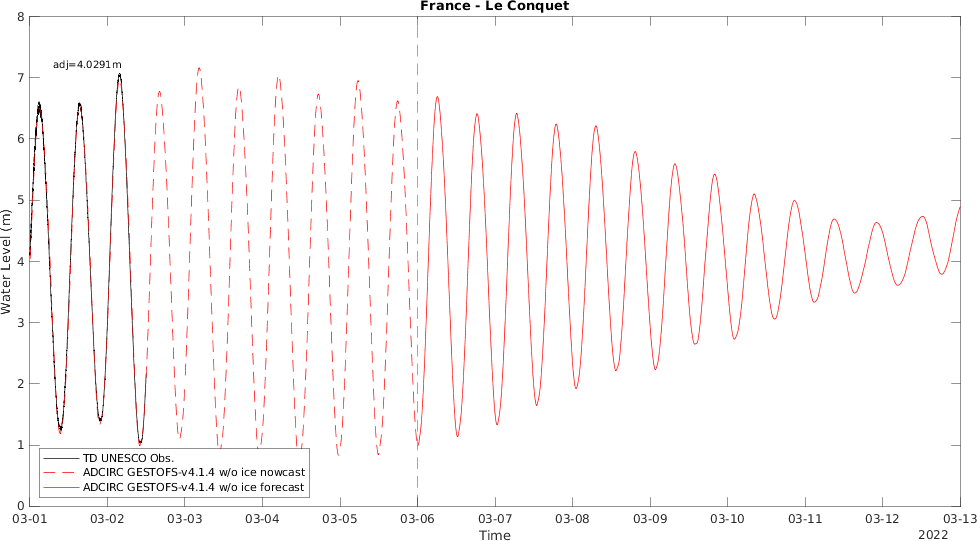 France - Le Conquet
adj=4.0291m
8
7
6
5
4
3
2
1
0
Water Level (m)
TD UNESCO Obs.
ADCIRC GESTOFS-v4.1.4 w/o ice nowcast
ADCIRC GESTOFS-v4.1.4 w/o ice forecast
03-01 03-02 03-03 03-04 03-05 03-06 03-07 03-08 03-09 03-10 03-11 03-12 03-13
Time
2022